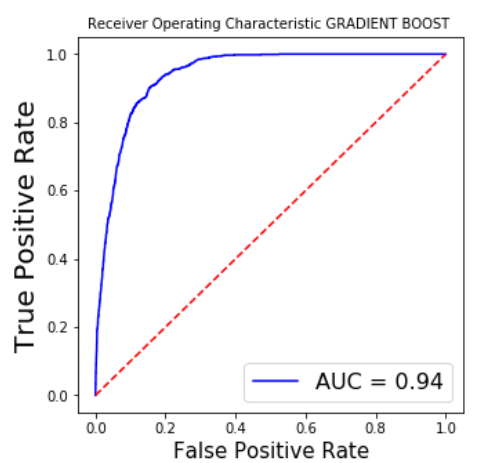 Receiver Operating Characteristic GRADIENT BOOST
True Positive Rate
1.0
0.8
0.6
0.4
0.2
0.0
AUC = 0.94
0.0 0.2 0.4 0.6 0.8 1.0
False Positive Rate